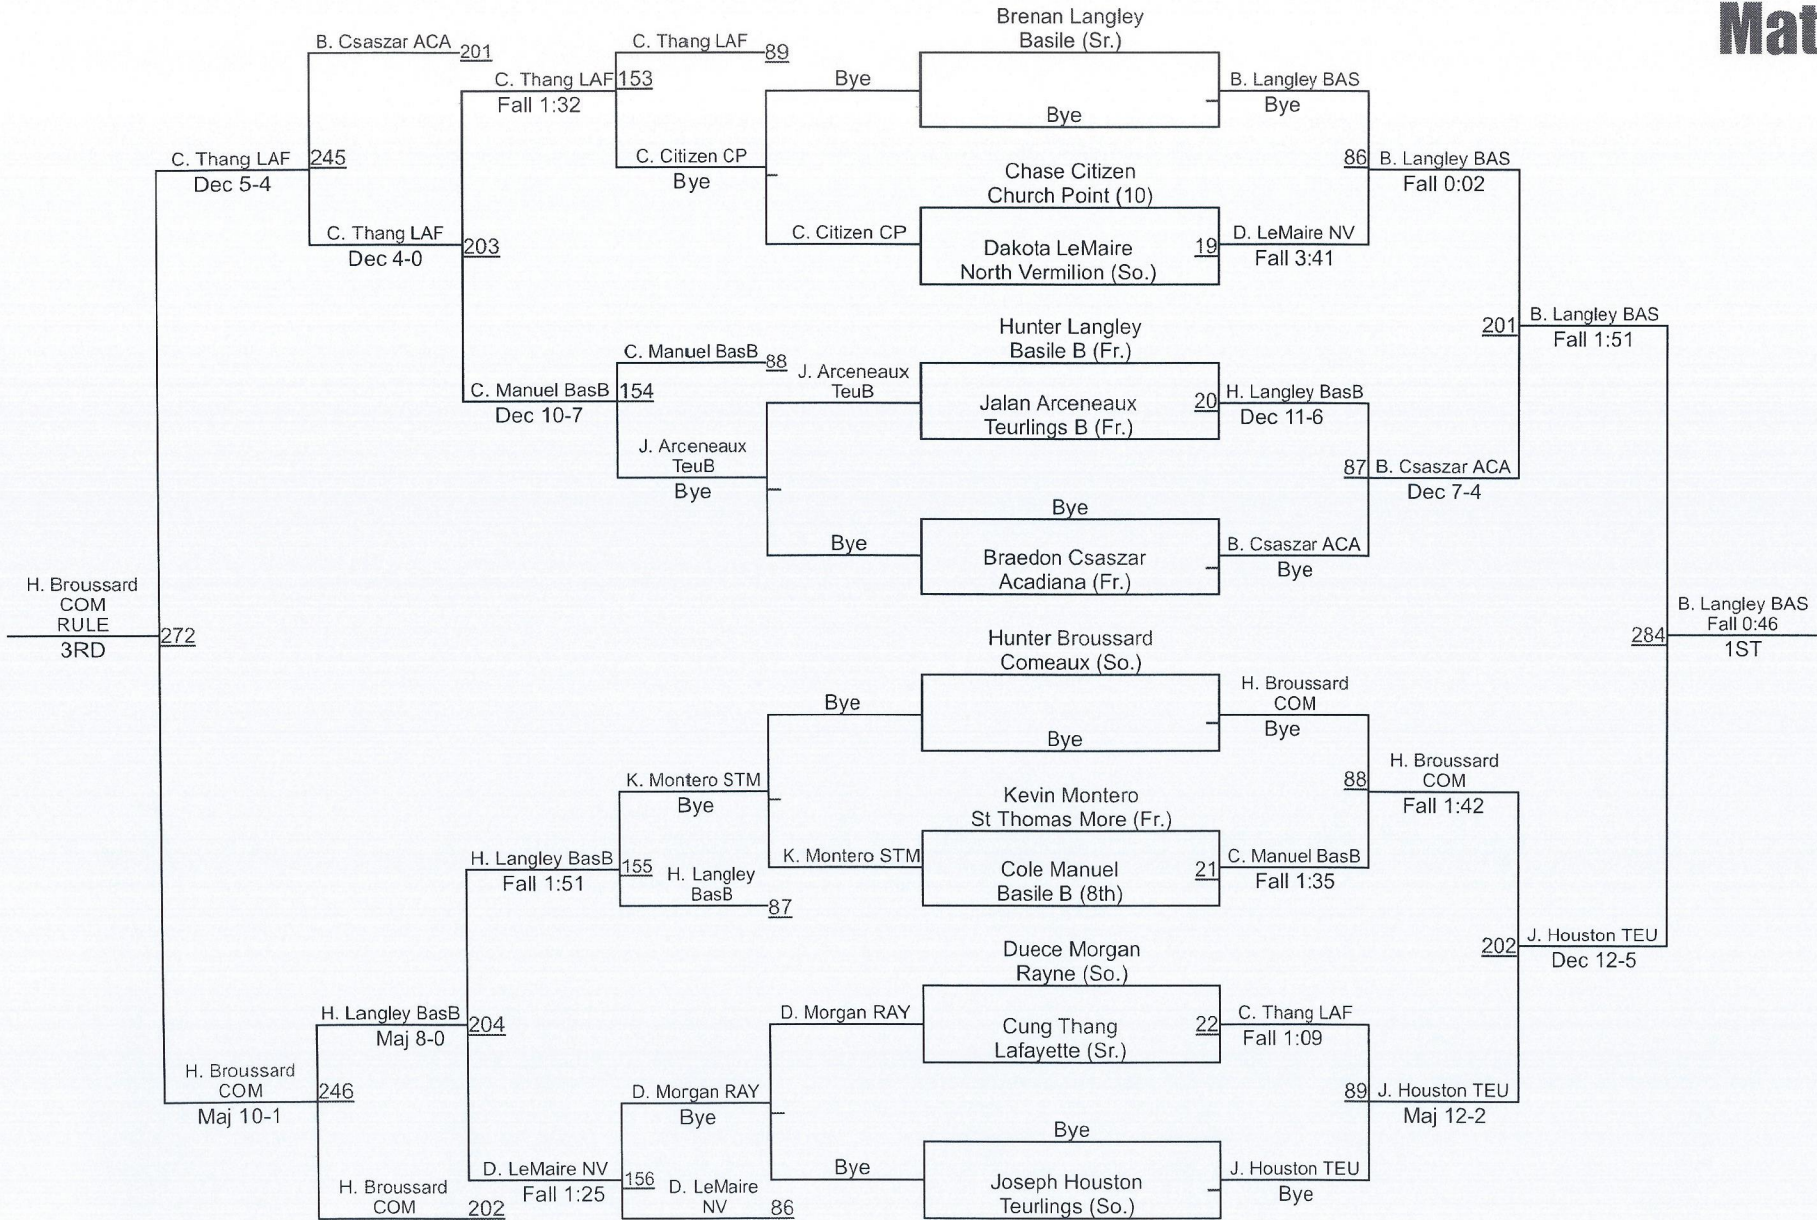 Mat
Brenan Langley
Basile (Sr.)
Bye
Chase Citizen
Church Point (10)
Dakota LeMaire
North Vermilion (So.)
19
Hunter Langley
Basile B (Fr.)
Jalan Arceneaux
Teurlings B (Fr.)
20
Bye
Braedon Csaszar
Acadiana (Fr.)
Hunter Broussard
Comeaux (So.)
Bye
Kevin Montero
St Thomas More (Fr.)
Cole Manuel
Basile B (8th)
21
Duece Morgan
Rayne (So.)
Cung Thang
Lafayette (Sr.)
22
Bye
Joseph Houston
Teurlings (So.)
B. Langley BAS
Bye
D. LeMaire NV
Fall 3:41
H. Langley BasB
Dec 11-6
B. Csaszar ACA
Bye
H. Broussard
COM
Bye
C. Manuel BasB
Fall 1:35
C. Thang LAF
Fall 1:09
J. Houston TEU
Bye
86
B. Langley BAS
Fall 0:02
87
B. Csaszar ACA
Dec 7-4
88
H. Broussard
COM
Fall 1:42
89
J. Houston TEU
Maj 12-2
201
B. Langley BAS
Fall 1:51
202
J. Houston TEU
Dec 12-5
284
B. Langley BAS
Fall 0:46
1ST
Bye
C. Citizen CP
J. Arceneaux
TeuB
Bye
Bye
K. Montero STM
D. Morgan RAY
Bye
C. Thang LAF
89
C. Citizen CP
Bye
C. Manuel BasB
88
J. Arceneaux
TeuB
Bye
K. Montero STM
Bye
H. Langley
BasB
87
D. Morgan RAY
Bye
D. LeMaire
NV
86
C. Thang LAF
153
Fall 1:32
C. Manuel BasB
154
Dec 10-7
H. Langley BasB
155
Fall 1:51
D. LeMaire NV
156
Fall 1:25
B. Csaszar ACA
201
C. Thang LAF
203
Dec 4-0
H. Langley BasB
204
Maj 8-0
H. Broussard
COM
202
C. Thang LAF
245
Dec 5-4
H. Broussard
COM
246
Maj 10-1
H. Broussard
COM
RULE
272
3RD